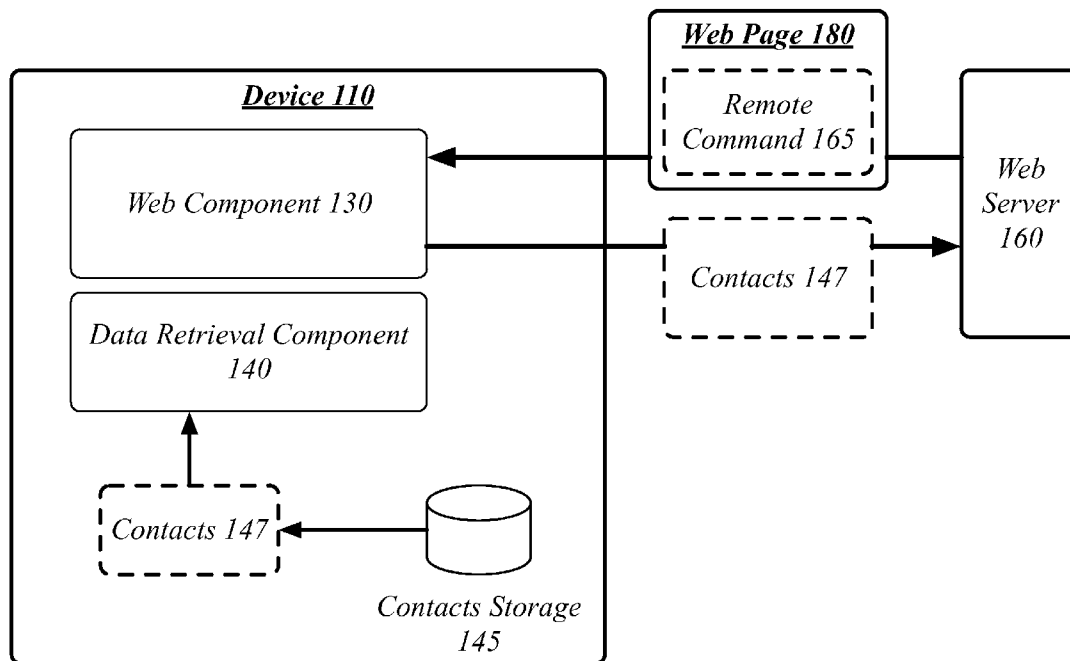 Web Page 180
Remote
Command 165
Device 110
Web Component 130
Web
Server
160
Contacts 147
Data Retrieval Component
140
Contacts 147
Contacts Storage
145